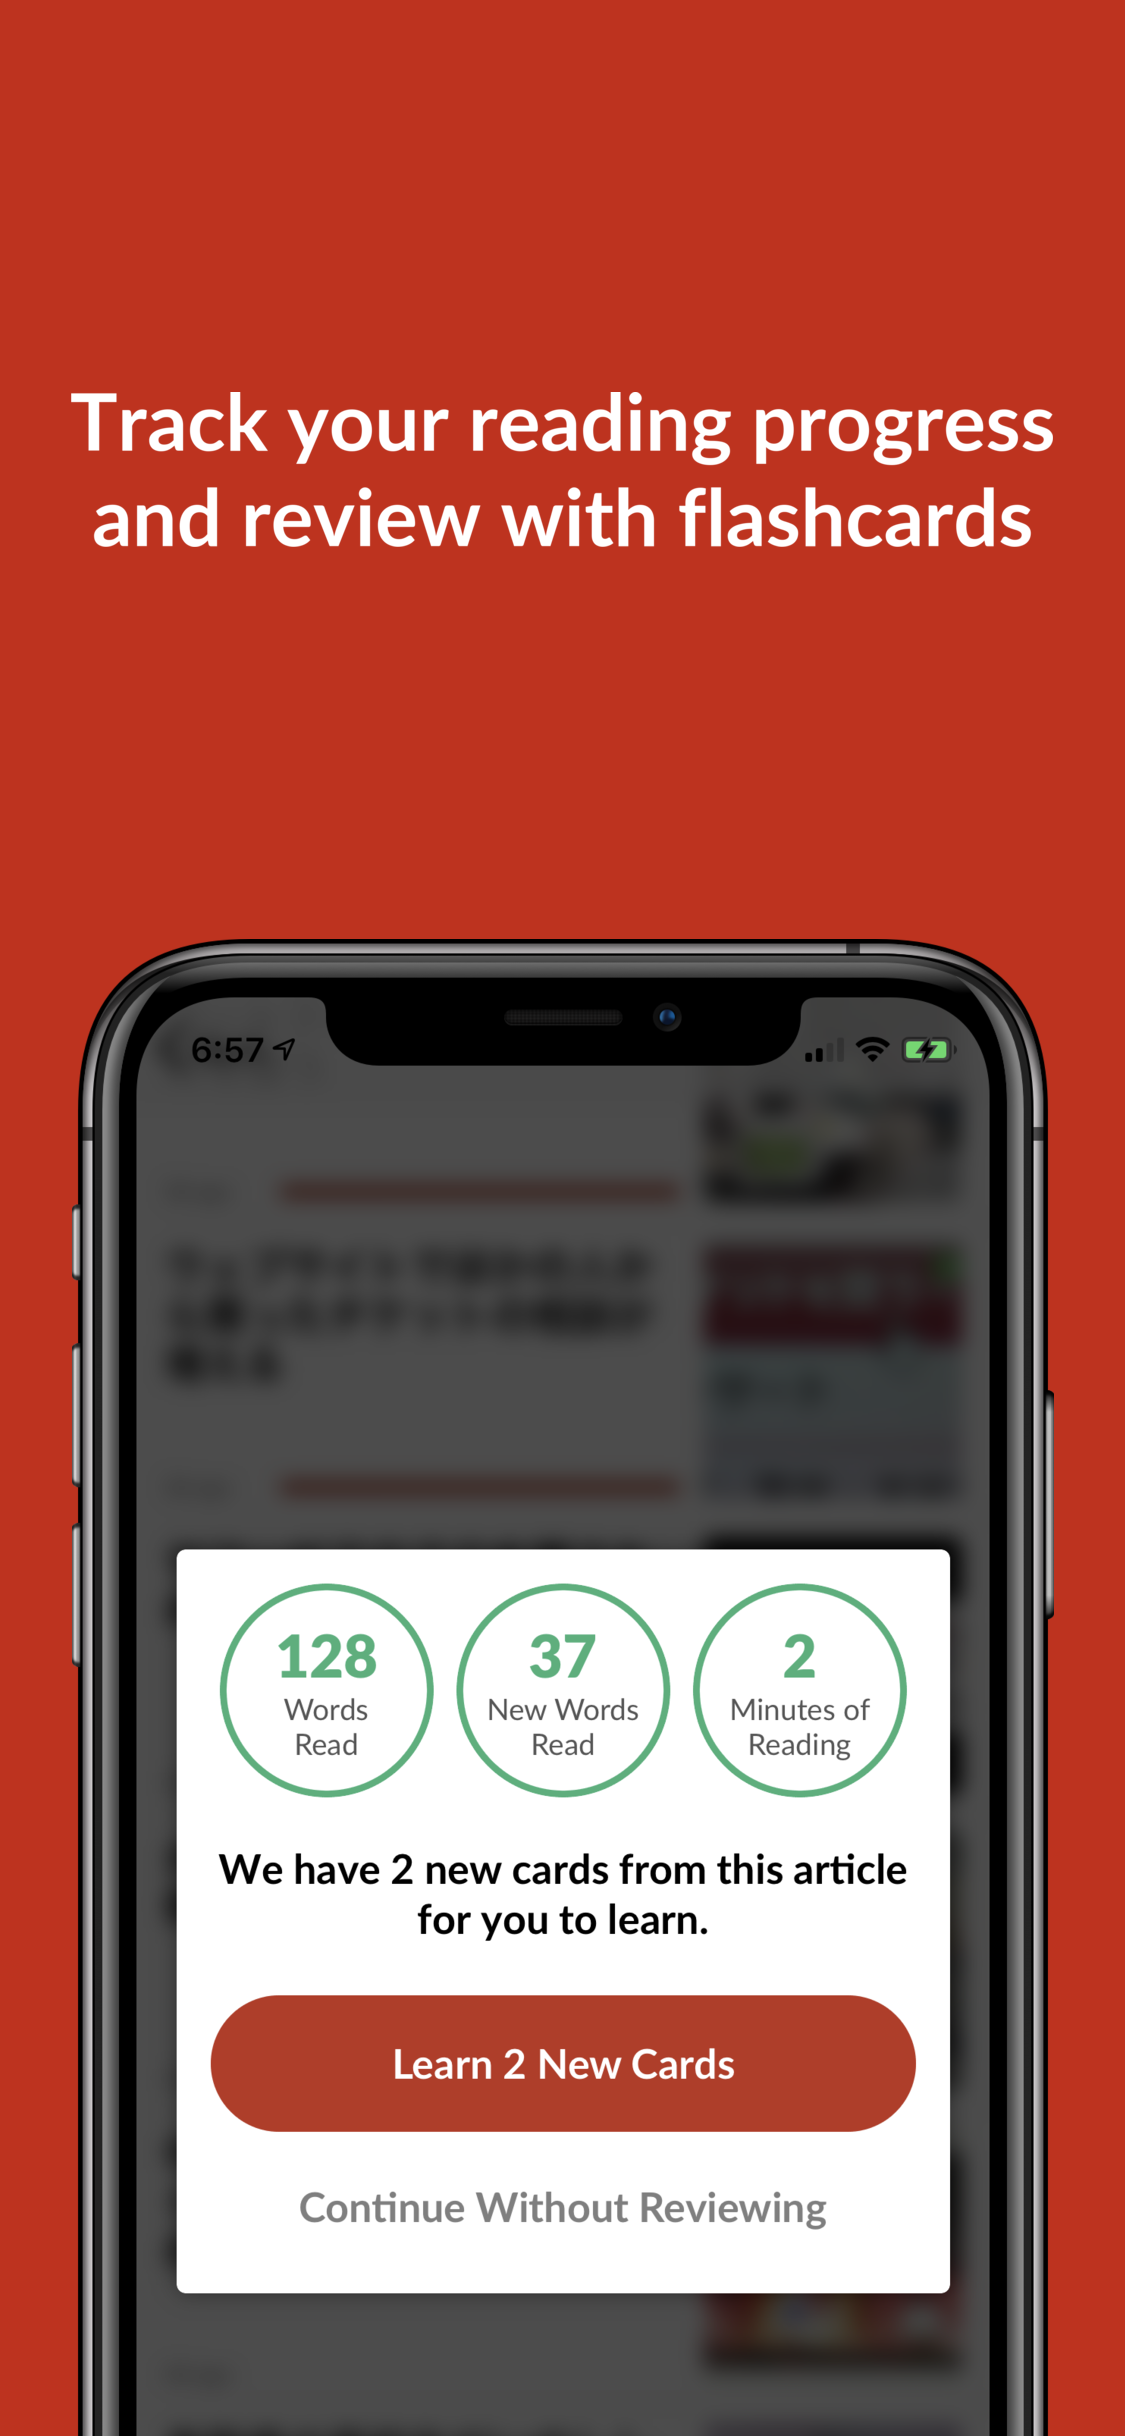 Track your reading progress
and review with flashcards
6:57
128
Words
Read
37
New Words
Read
2
Minutes of
Reading
We have 2 new cards from this article
for you to learn.
Learn 2 New Cards
Continue Without Reviewing